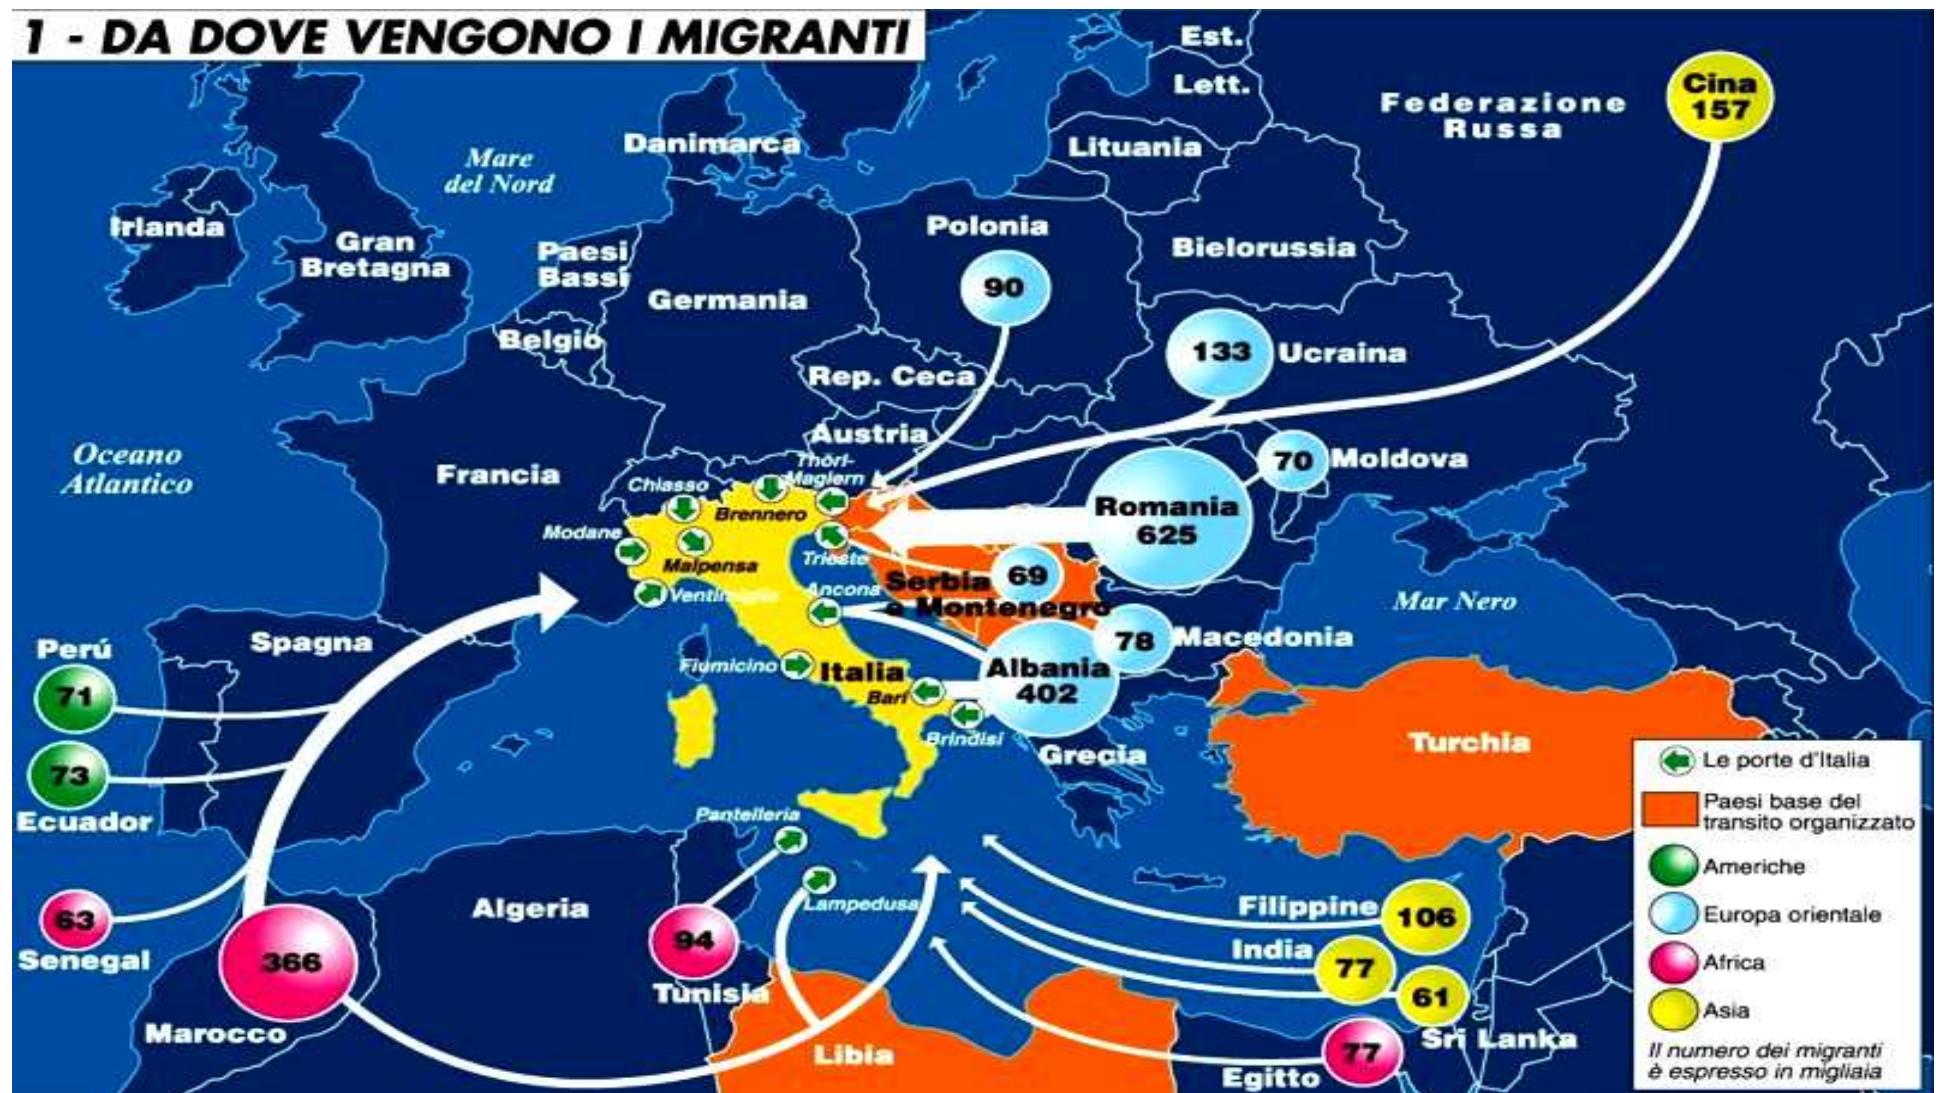 1 - DA DOVE VENGONO I MIGRANTI
Est.
Lett.
Lituania
Federazione
Russa
Cina
157
Danimarca
Mare
del Nord
Irlanda
Gran
Bretagna
Paesi
Bassi
Germania
Belgio
Polonia
90
Bielorussia
133
Ucraina
Rep. Ceca
Austria
Oceano
Atlantico
Francia
70
Moldova
Chiasso
Thörl-
Maglern
Brennero
Modane
Malpensa
Trieste
Ventimiglia
Ancona
Romania
625
Serbia
e Montenegro
69
Mar Nero
78
Macedonia
Albania
402
Spagna
Perú
71
73
Ecuador
Fiumicino
Italia
Bari
Brindisi
Grecia
Turchia
Pantelleria
Lampedusa
63
Senegal
366
Marocco
Algeria
94
Tunisia
Libia
Filippine
106
India
77
61
Sri Lanka
77
Egitto
Le porte d'Italia
Paesi base del
transito organizzato
Americhe
Europa orientale
Africa
Asia
Il numero dei migranti
è espresso in migliaia